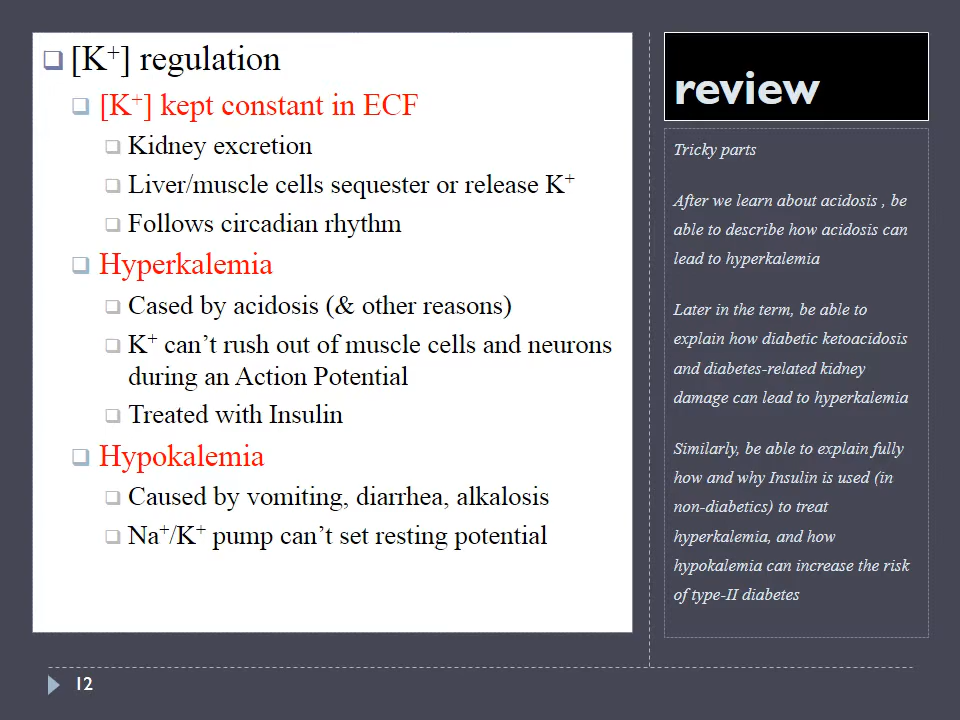 [K⁺] regulation
[K⁺] kept constant in ECF
Kidney excretion
Liver/muscle cells sequester or release K⁺
Follows circadian rhythm
Hyperkalemia
Cased by acidosis (& other reasons)
K⁺ can’t rush out of muscle cells and neurons
during an Action Potential
Treated with Insulin
Hypokalemia
Caused by vomiting, diarrhea, alkalosis
Na⁺/K⁺ pump can’t set resting potential
review
Tricky parts
After we learn about acidosis , be
able to describe how acidosis can
lead to hyperkalemia
Later in the term, be able to
explain how diabetic ketoacidosis
and diabetes-related kidney
damage can lead to hyperkalemia
Similarly, be able to explain fully
how and why Insulin is used (in
non-diabetics) to treat
hyperkalemia, and how
hypokalemia can increase the risk
of type-II diabetes
12